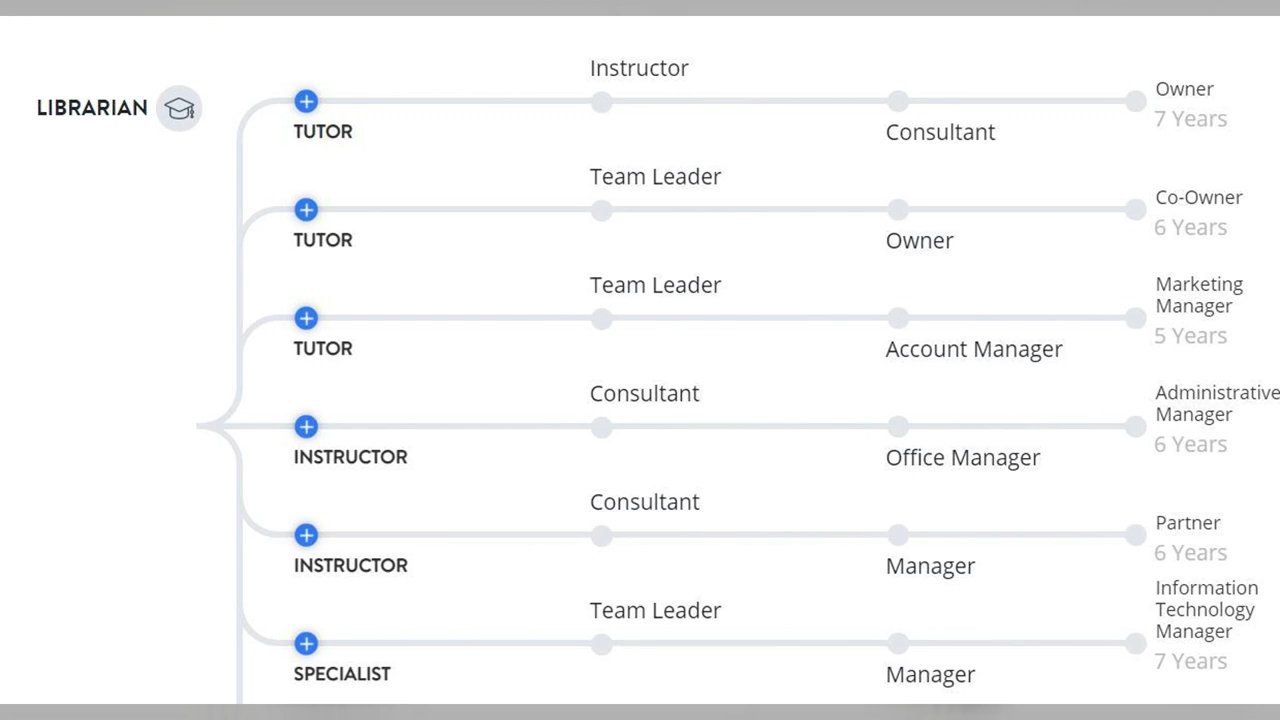 LIBRARIAN
Instructor
TUTOR
Consultant
Owner
7 Years
Team Leader
TUTOR
Owner
Co-Owner
6 Years
Team Leader
TUTOR
Account Manager
Marketing
Manager
5 Years
Consultant
INSTRUCTOR
Office Manager
Administrative
Manager
6 Years
Consultant
INSTRUCTOR
Manager
Partner
6 Years
Team Leader
SPECIALIST
Manager
Information
Technology
Manager
7 Years